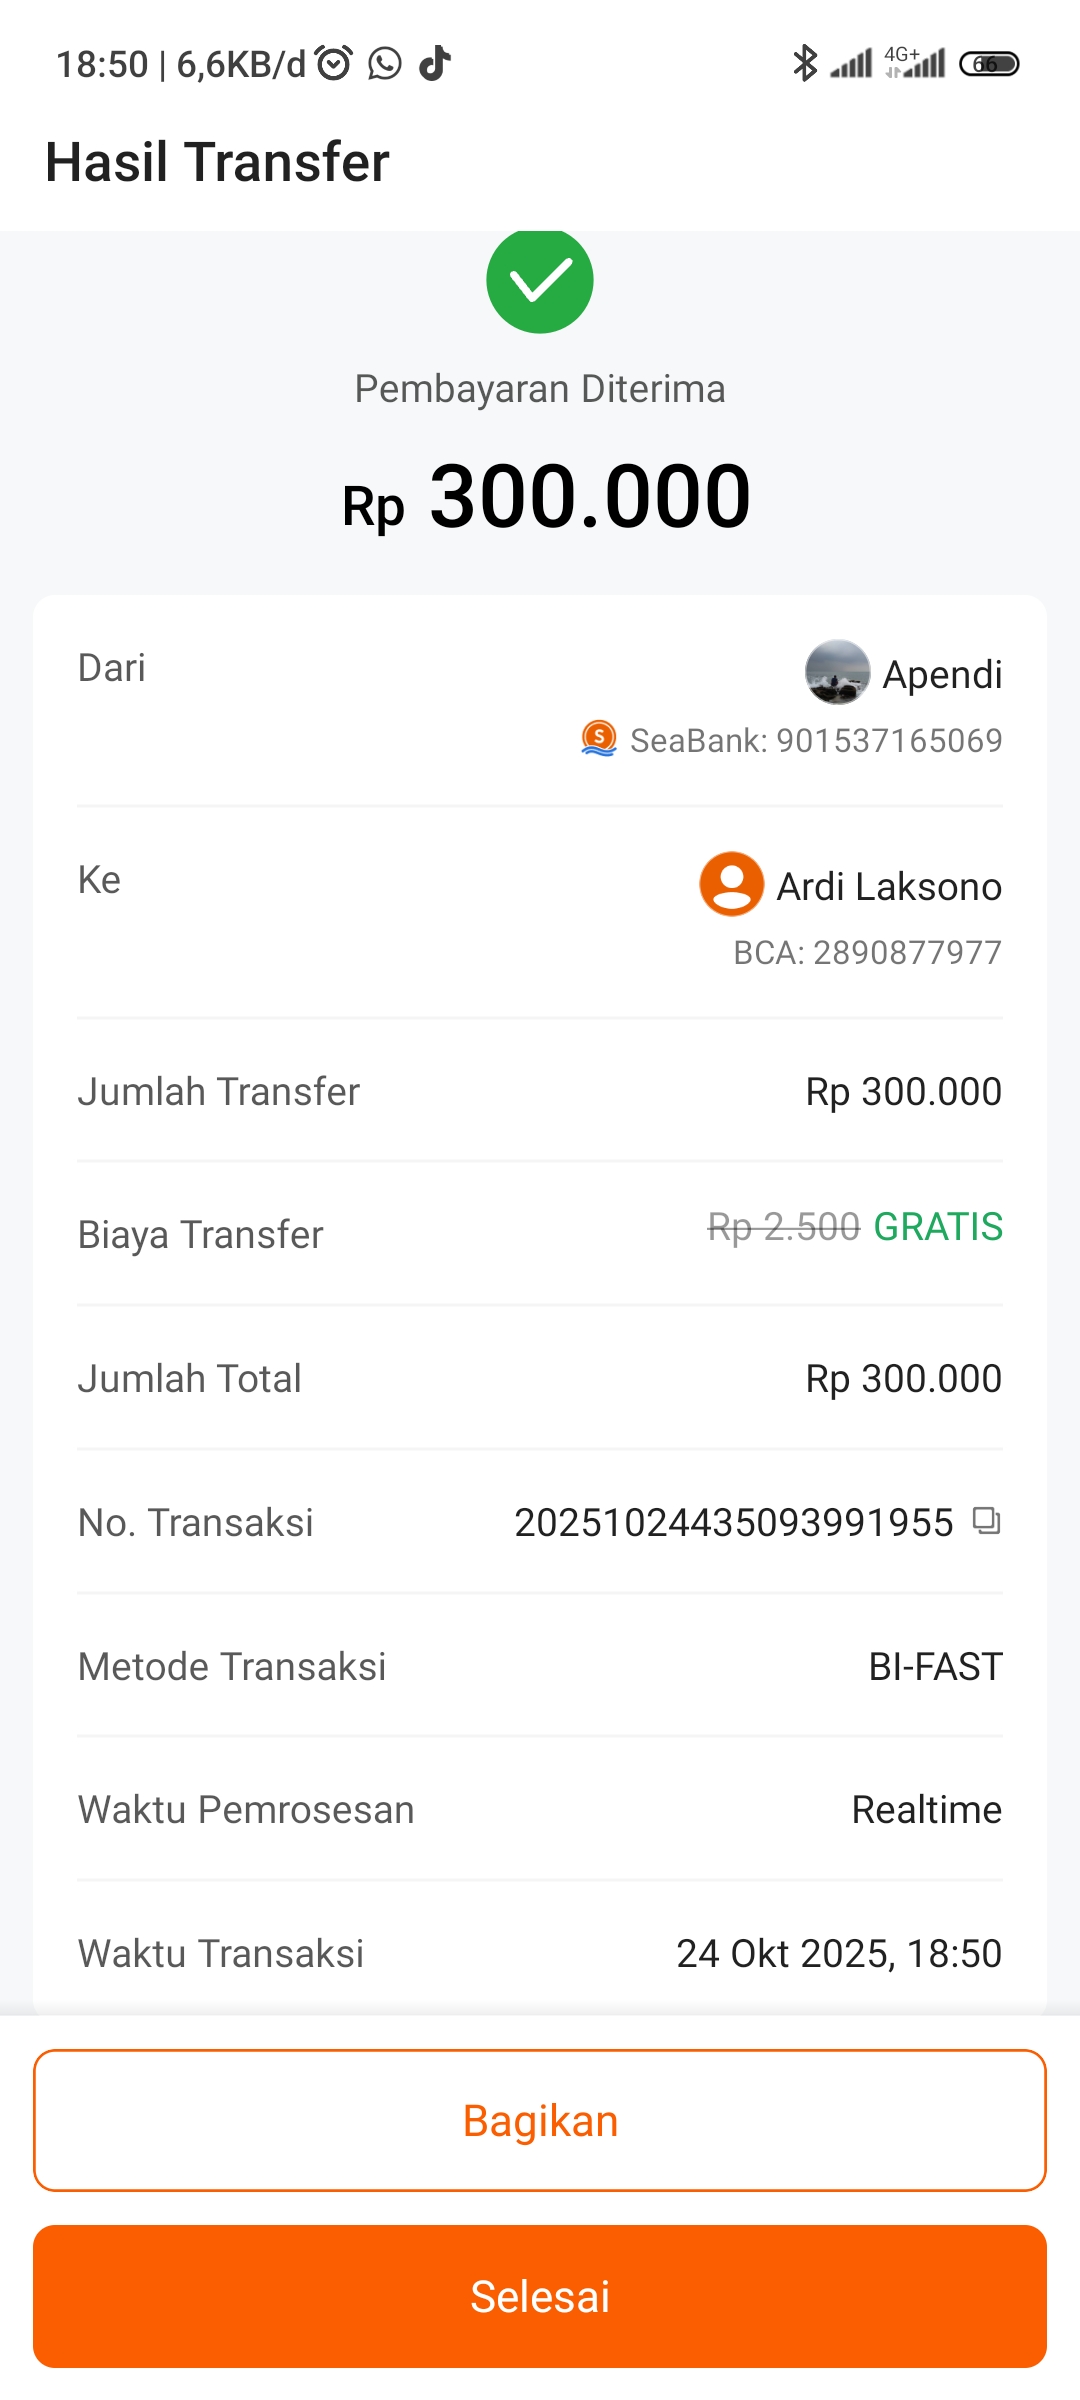 18:50 | 6,6KB/d 4G+ 66
Hasil Transfer
Pembayaran Diterima
Rp 300.000
Dari Apendi
S SeaBank: 901537165069
Ke Ardi Laksono
BCA: 2890877977
Jumlah Transfer Rp 300.000
Biaya Transfer Rp 2.500 GRATIS
Jumlah Total Rp 300.000
No. Transaksi 20251024435093991955
Metode Transaksi BI-FAST
Waktu Pemrosesan Realtime
Waktu Transaksi 24 Okt 2025, 18:50
Bagikan
Selesai